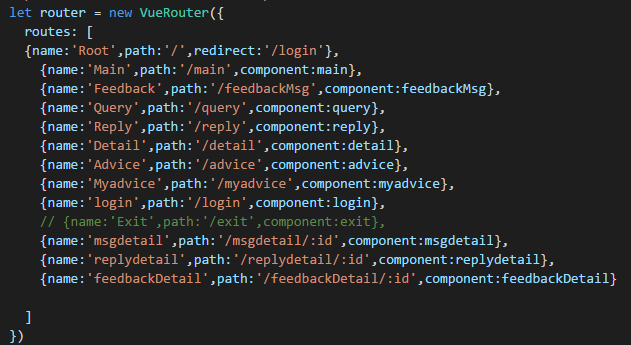 let router = new VueRouter({
  routes: [
  {name:'Root',path:'/',redirect:'/login'},
    {name:'Main',path:'/main',component:main},
    {name:'Feedback',path:'/feedbackMsg',component:feedbackMsg},
    {name:'Query',path:'/query',component:query},
    {name:'Reply',path:'/reply',component:reply},
    {name:'Detail',path:'/detail',component:detail},
    {name:'Advice',path:'/advice',component:advice},
    {name:'Myadvice',path:'/myadvice',component:myadvice},
    {name:'login',path:'/login',component:login},
    // {name:'Exit',path:'/exit',component:exit},
    {name:'msgdetail',path:'/msgdetail/:id',component:msgdetail},
    {name:'replydetail',path:'/replydetail/:id',component:replydetail},
    {name:'feedbackDetail',path:'/feedbackDetail/:id',component:feedbackDetail}
  ]
})